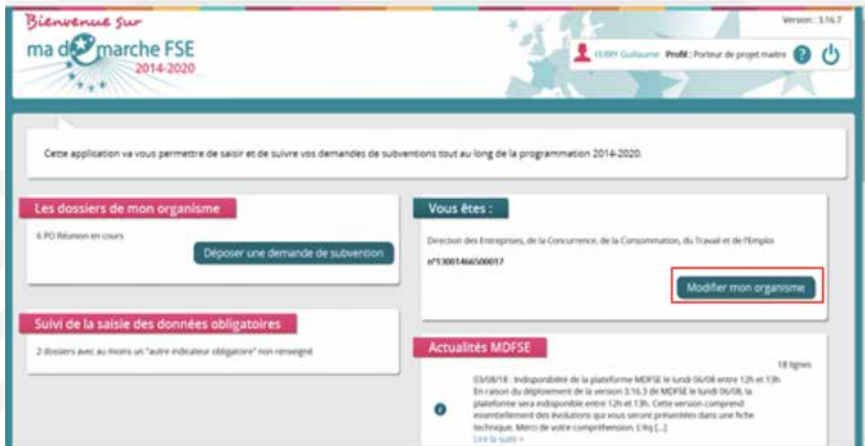 Bienvenue sur
Version : 3.16.7
ma démarche FSE
2014-2020
FERRY Guillaume Profil : Porteur de projet maitre ?
Cette application va vous permettre de saisir et de suivre vos demandes de subventions tout au long de la programmation 2014-2020.
Les dossiers de mon organisme
6 PO Réunion en cours
Déposer une demande de subvention
Suivi de la saisie des données obligatoires
2 dossiers avec au moins un "autre indicateur obligatoire" non renseigné
Vous êtes :
Direction des Entreprises, de la Concurrence, de la Consommation, du Travail et de l'Emploi
n°13001466500017
Modifier mon organisme
Actualités MDFSE
18 lignes
03/08/18 : Indisponibilité de la plateforme MDFSE le lundi 06/08 entre 12h et 13h
En raison du déploiement de la version 3.16.3 de MDFSE le lundi 06/08, la
plateforme sera indisponible entre 12h et 13h. Cette version comprend
essentiellement des évolutions qui vous seront présentées dans une fiche
technique. Merci de votre compréhension. L'éq [...]
Lire la suite »